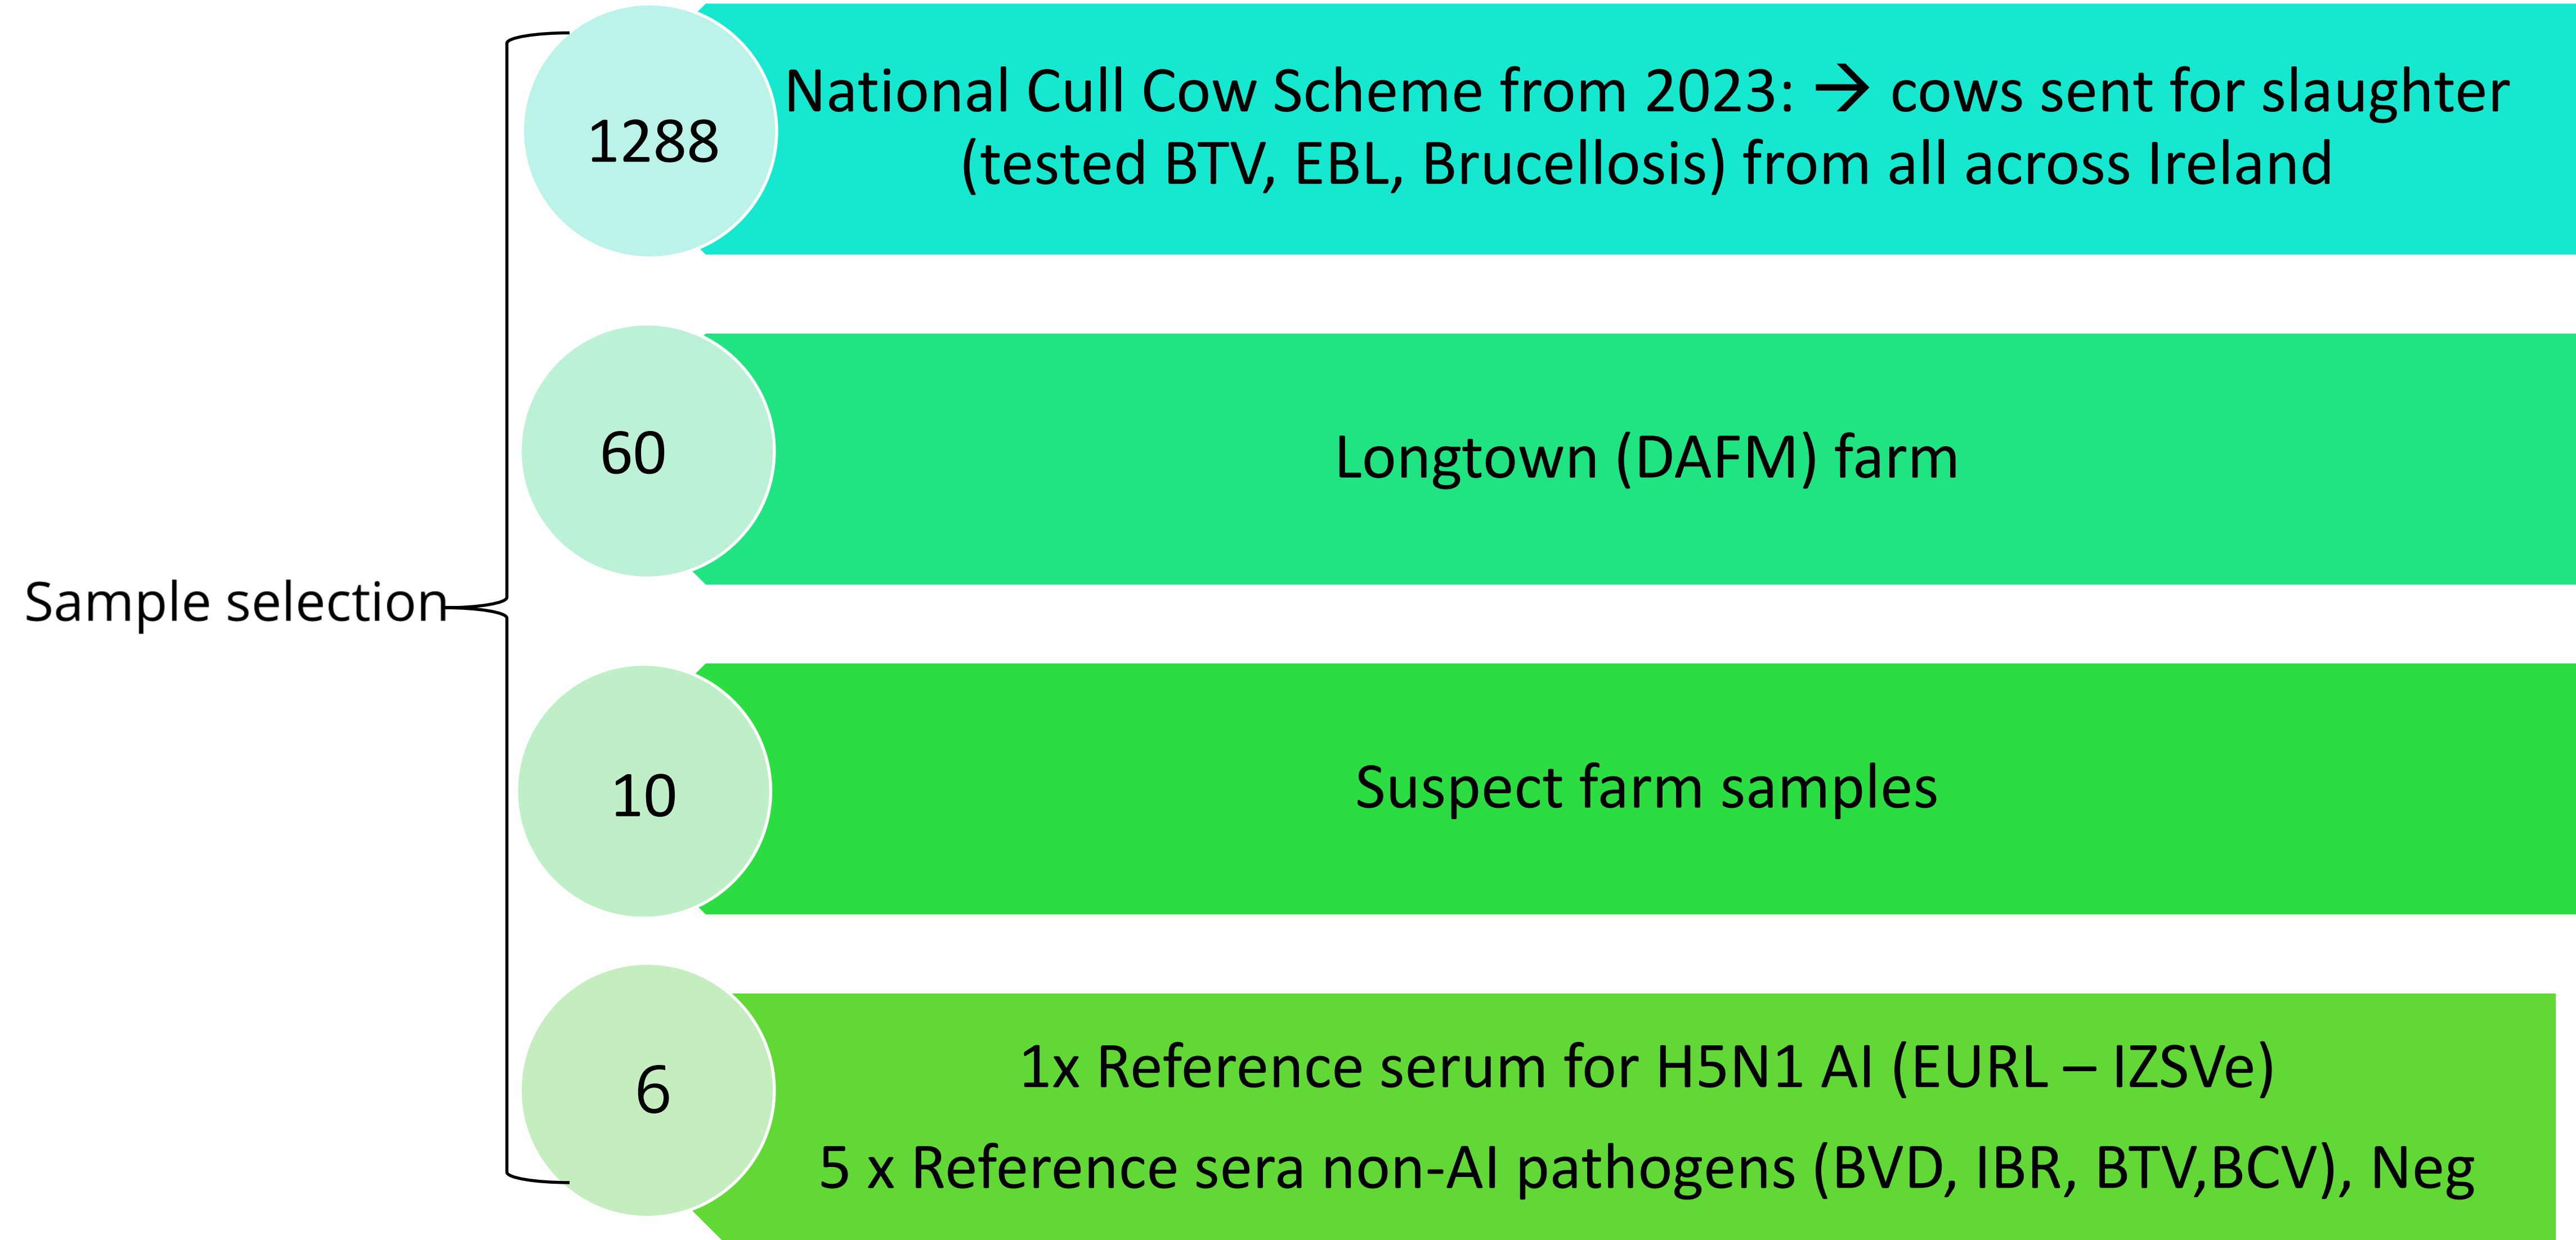 1288
National Cull Cow Scheme from 2023: → cows sent for slaughter
(tested BTV, EBL, Brucellosis) from all across Ireland
60
Longtown (DAFM) farm
Sample selection
10
Suspect farm samples
6
1x Reference serum for H5N1 AI (EURL – IZSVe)
5 x Reference sera non-AI pathogens (BVD, IBR, BTV,BCV), Neg